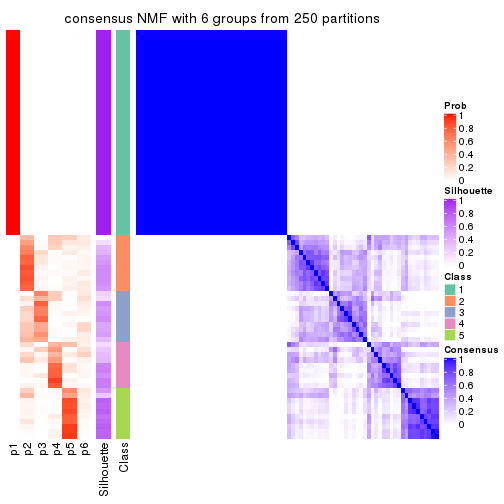 consensus NMF with 6 groups from 250 partitions
Prob
1
0.8
0.6
0.4
0.2
0
Silhouette
1
0.8
0.6
0.4
0.2
0
Class
1
2
3
4
5
Consensus
1
0.8
0.6
0.4
0.2
0
p1
p2
p3
p4
p5
p6
Silhouette
Class